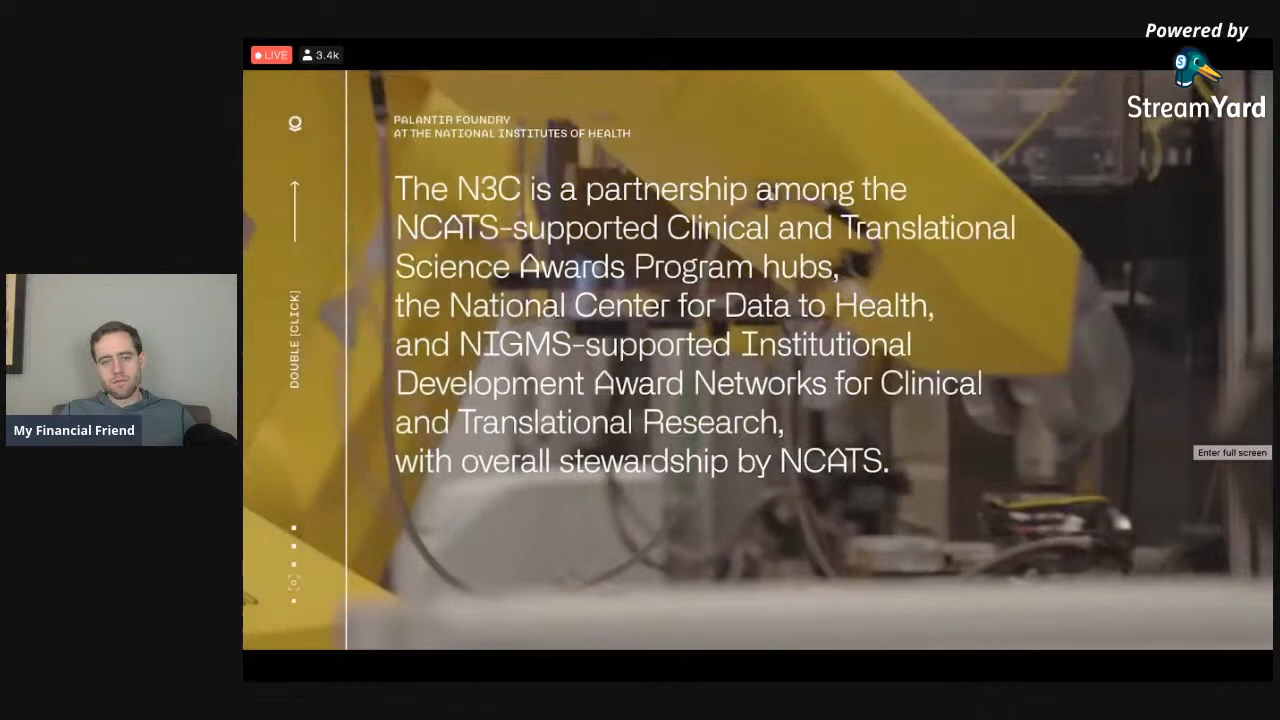 Powered by
StreamYard
LIVE
3.4k
PALANTIR FOUNDRY
AT THE NATIONAL INSTITUTES OF HEALTH
The N3C is a partnership among the
NCATS-supported Clinical and Translational
Science Awards Program hubs,
the National Center for Data to Health,
and NIGMS-supported Institutional
Development Award Networks for Clinical
and Translational Research,
with overall stewardship by NCATS.
DOUBLE [CLICK]
My Financial Friend
Enter full screen